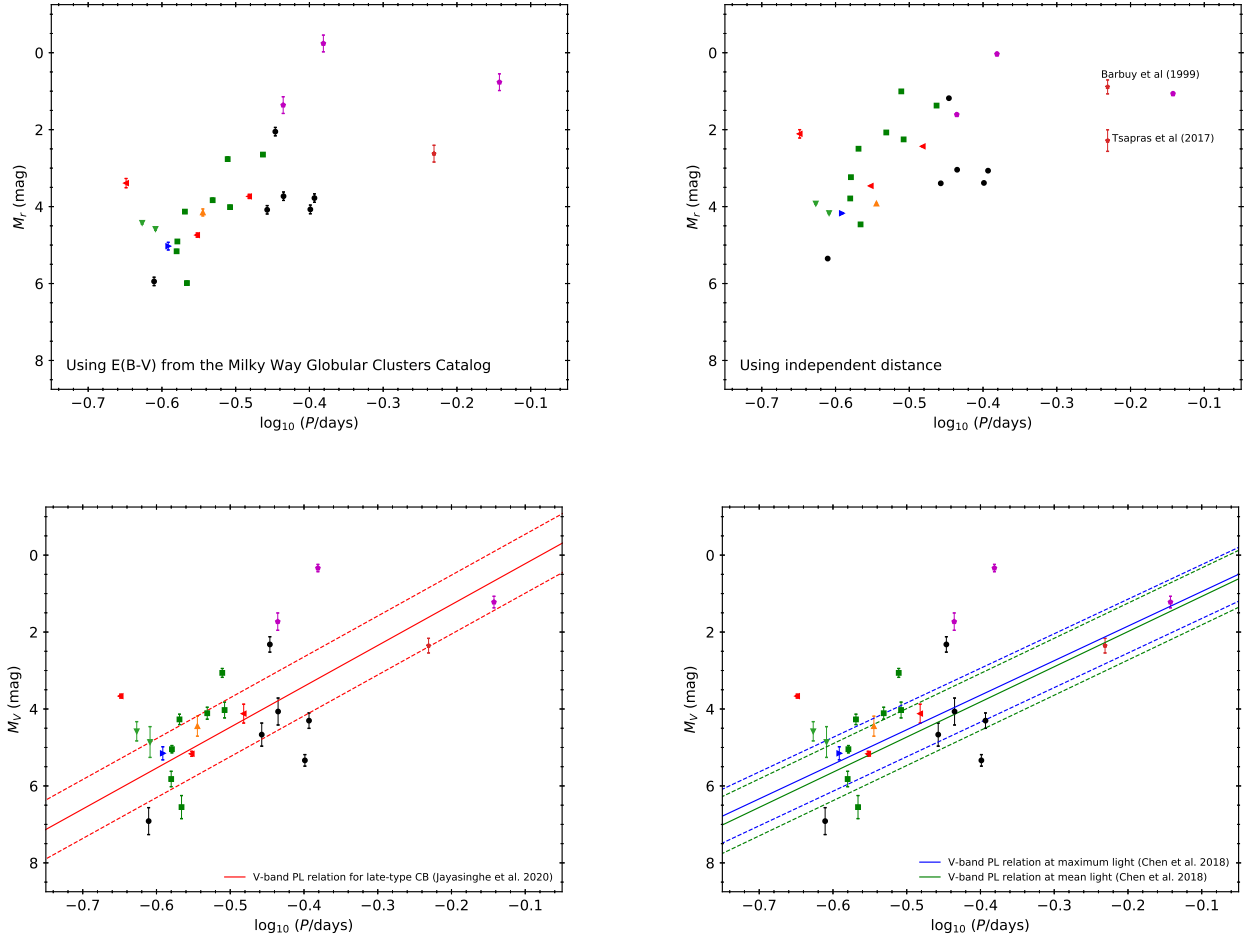 0
2
4
6
8
M_r (mag)
Using E(B-V) from the Milky Way Globular Clusters Catalog
−0.7 −0.6 −0.5 −0.4 −0.3 −0.2 −0.1
log10 (P/days)
0
2
4
6
8
M_r (mag)
Barbuy et al (1999)
Tsapras et al (2017)
Using independent distance
−0.7 −0.6 −0.5 −0.4 −0.3 −0.2 −0.1
log10 (P/days)
0
2
4
6
8
M_V (mag)
V-band PL relation for late-type CB (Jayasinghe et al. 2020)
−0.7 −0.6 −0.5 −0.4 −0.3 −0.2 −0.1
log10 (P/days)
0
2
4
6
8
M_V (mag)
V-band PL relation at maximum light (Chen et al. 2018)
V-band PL relation at mean light (Chen et al. 2018)
−0.7 −0.6 −0.5 −0.4 −0.3 −0.2 −0.1
log10 (P/days)